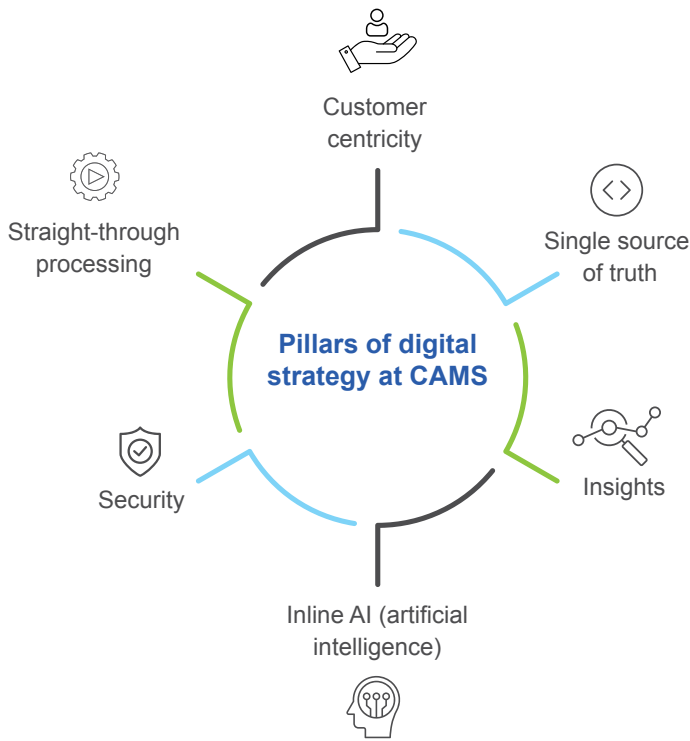 Customer
centricity
Straight-through
processing
Single source
of truth
Pillars of digital
strategy at CAMS
Security
Insights
Inline AI (artificial
intelligence)